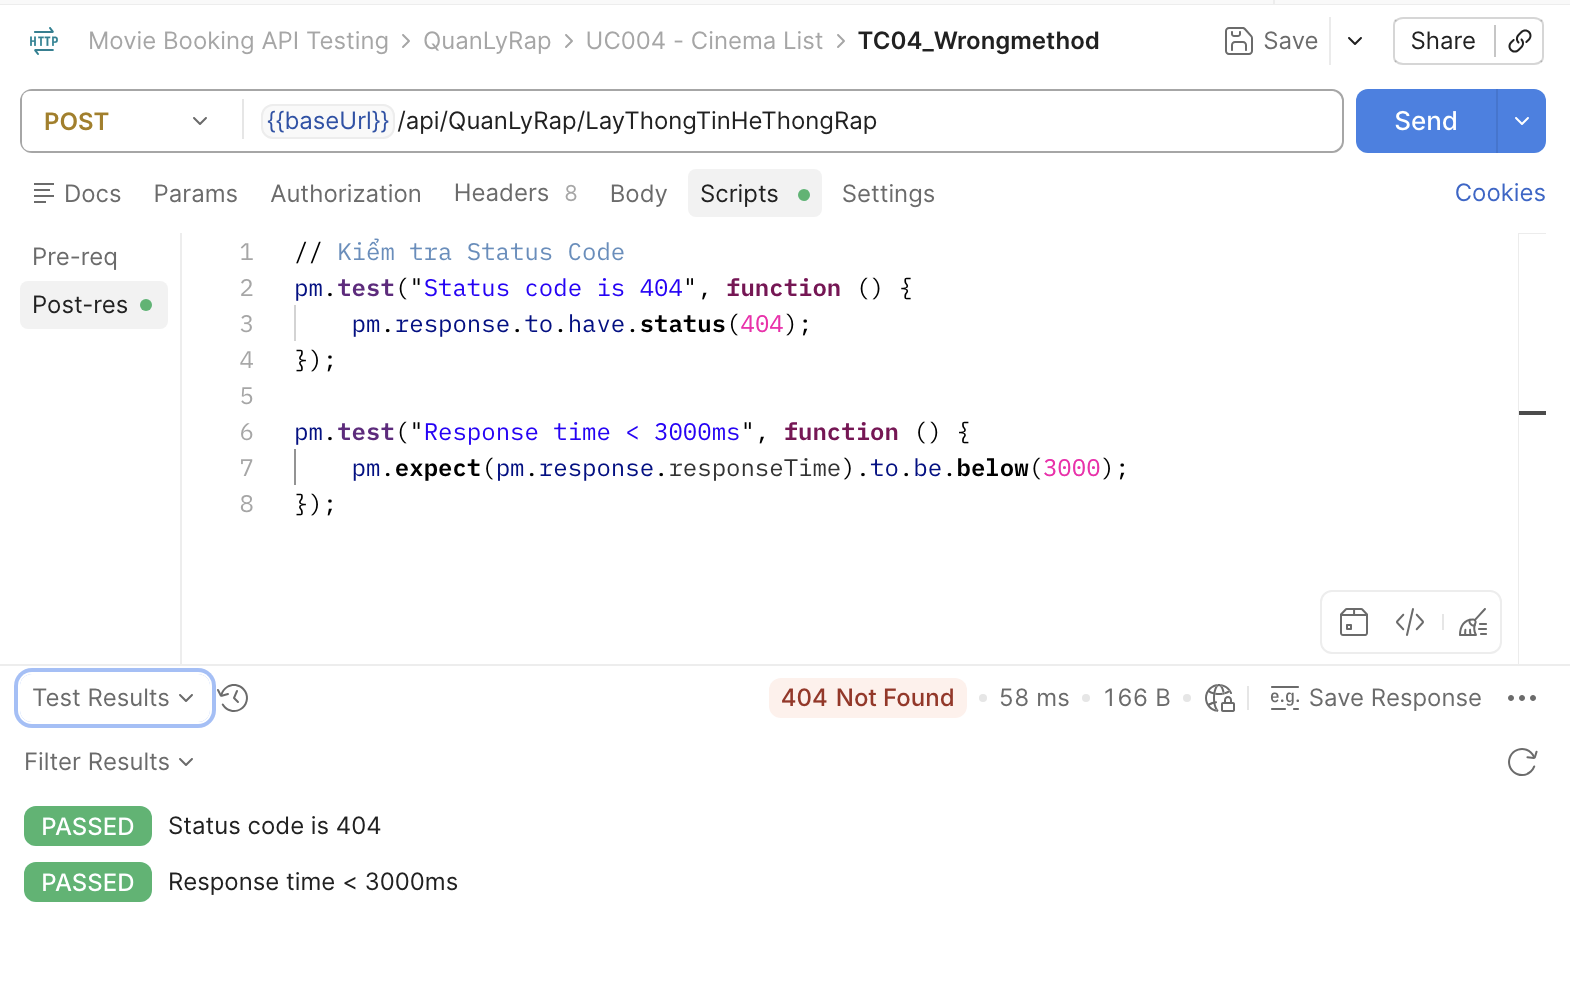 HTTP Movie Booking API Testing > QuanLyRap > UC004 - Cinema List > TC04_Wrongmethod Save Share
POST {{baseUrl}}/api/QuanLyRap/LayThongTinHeThongRap Send
Docs Params Authorization Headers 8 Body Scripts Settings Cookies
Pre-req
Post-res
1 // Kiểm tra Status Code
2 pm.test("Status code is 404", function () {
3     pm.response.to.have.status(404);
4 });
5
6 pm.test("Response time < 3000ms", function () {
7     pm.expect(pm.response.responseTime).to.be.below(3000);
8 });
Test Results 404 Not Found • 58 ms • 166 B • e.g. Save Response
Filter Results
PASSED Status code is 404
PASSED Response time < 3000ms